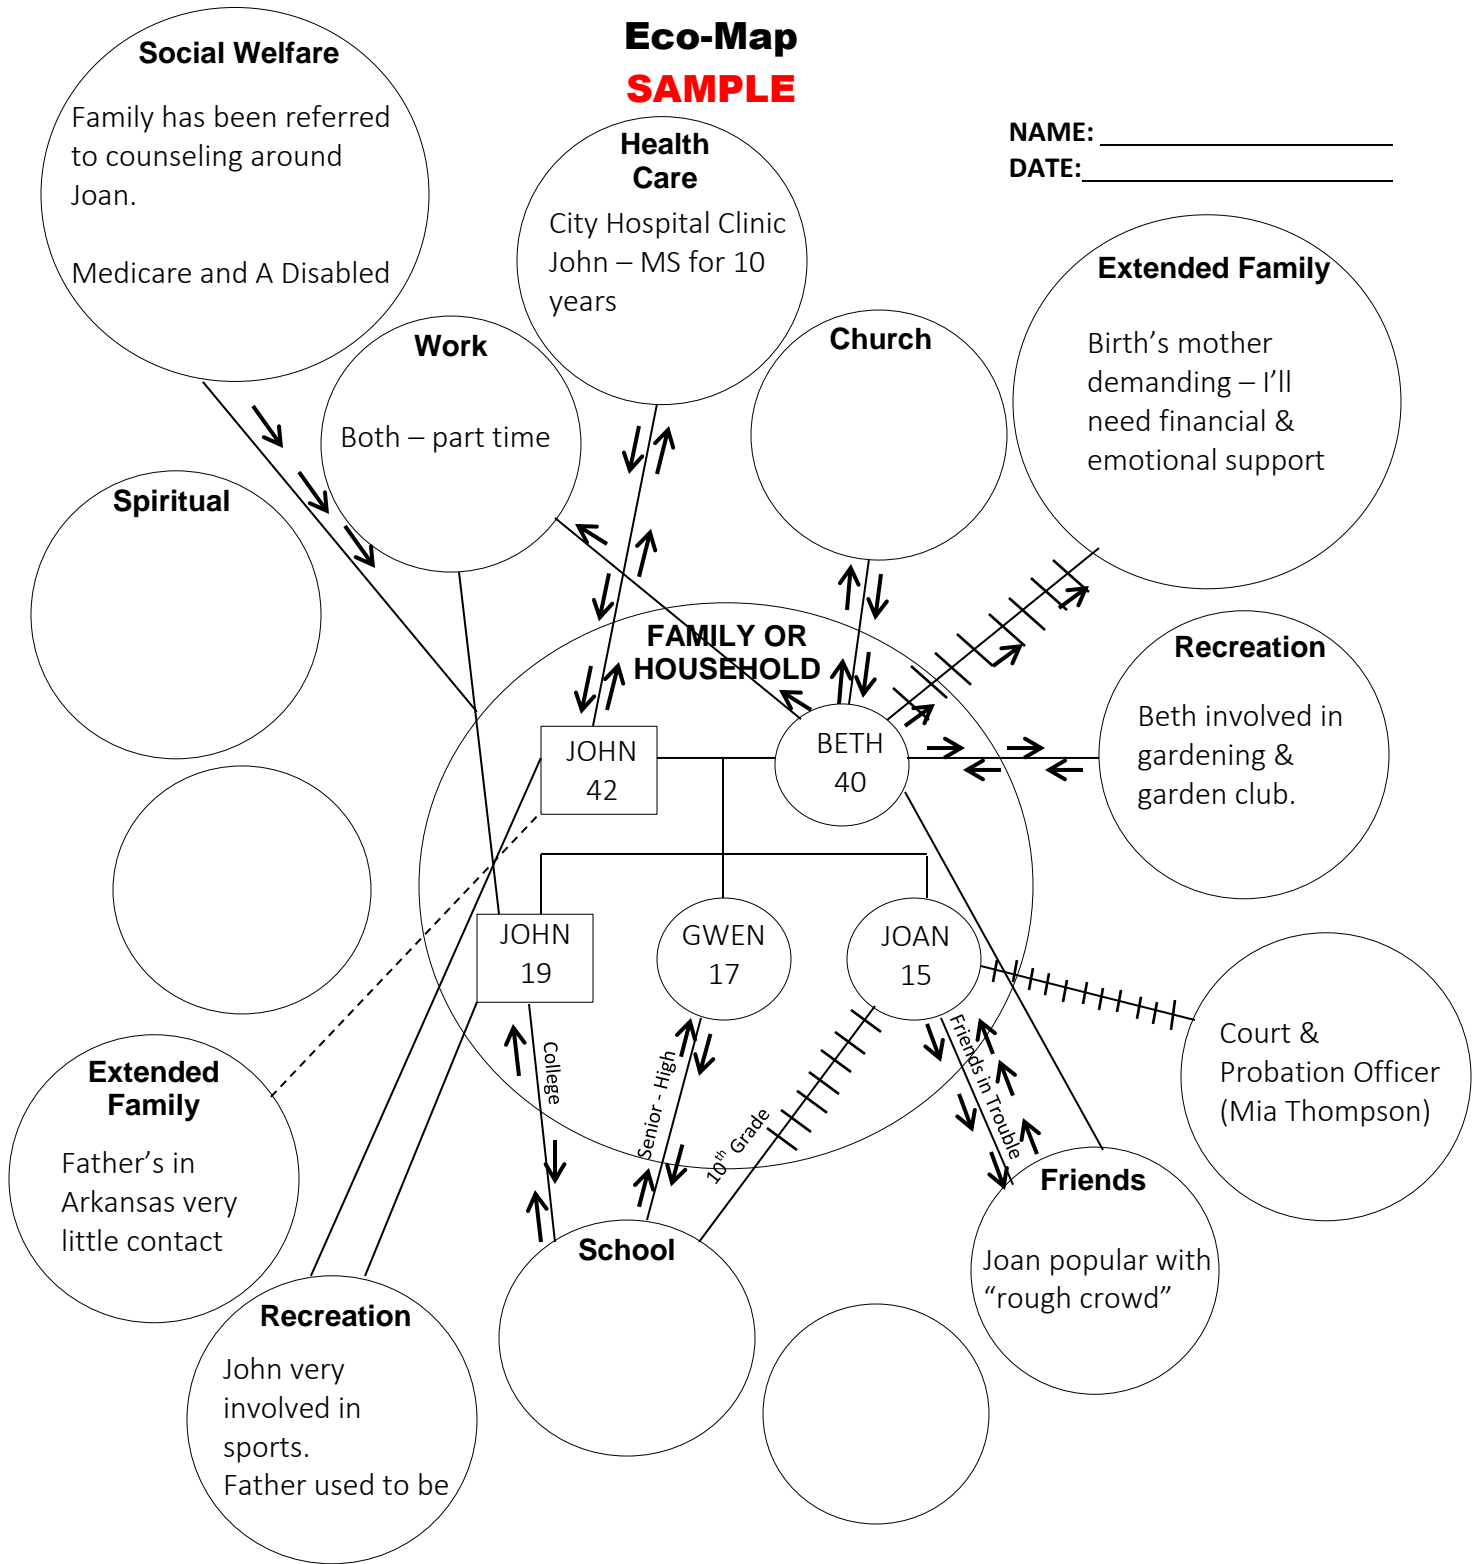 Eco-Map
SAMPLE
NAME:
DATE:
Social Welfare
Family has been referred
to counseling around
Joan.
Medicare and A Disabled
Health
Care
City Hospital Clinic
John – MS for 10
years
Extended Family
Birth’s mother
demanding – I’ll
need financial &
emotional support
Work
Both – part time
Church
Spiritual
FAMILY OR
HOUSEHOLD
Recreation
Beth involved in
gardening &
garden club.
JOHN
42
BETH
40
JOHN
19
GWEN
17
JOAN
15
College
Senior - High
10th Grade
Friends in Trouble
Court &
Probation Officer
(Mia Thompson)
Extended
Family
Father’s in
Arkansas very
little contact
School
Friends
Joan popular with
“rough crowd”
Recreation
John very
involved in
sports.
Father used to be